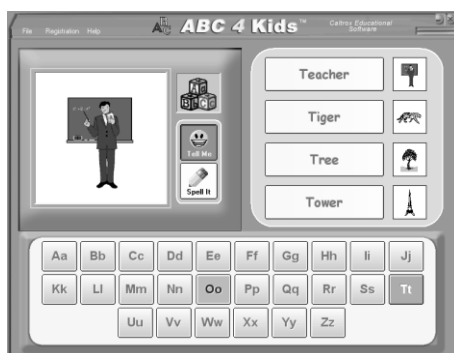 ABC 4 Kids™
Caltrox Educational
Software
File Registration Help
Tell Me
Spell It
Teacher
Tiger
Tree
Tower
Aa Bb Cc Dd Ee Ff Gg Hh Ii Jj
Kk Ll Mm Nn Oo Pp Qq Rr Ss Tt
Uu Vv Ww Xx Yy Zz